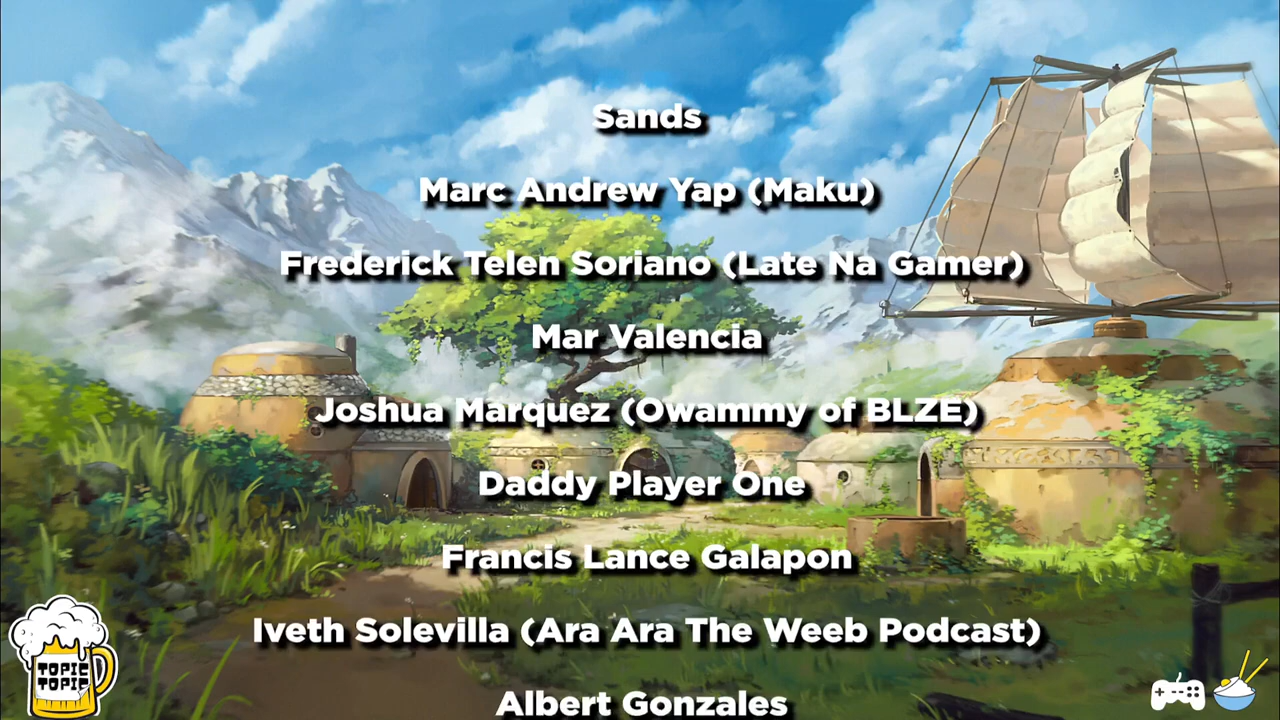 Sands
Marc Andrew Yap (Maku)
Frederick Telen Soriano (Late Na Gamer)
Mar Valencia
Joshua Marquez (Owammy of BLZE)
Daddy Player One
Francis Lance Galapon
Iveth Solevilla (Ara Ara The Weeb Podcast)
Albert Gonzales
TOPIC
TOPIC